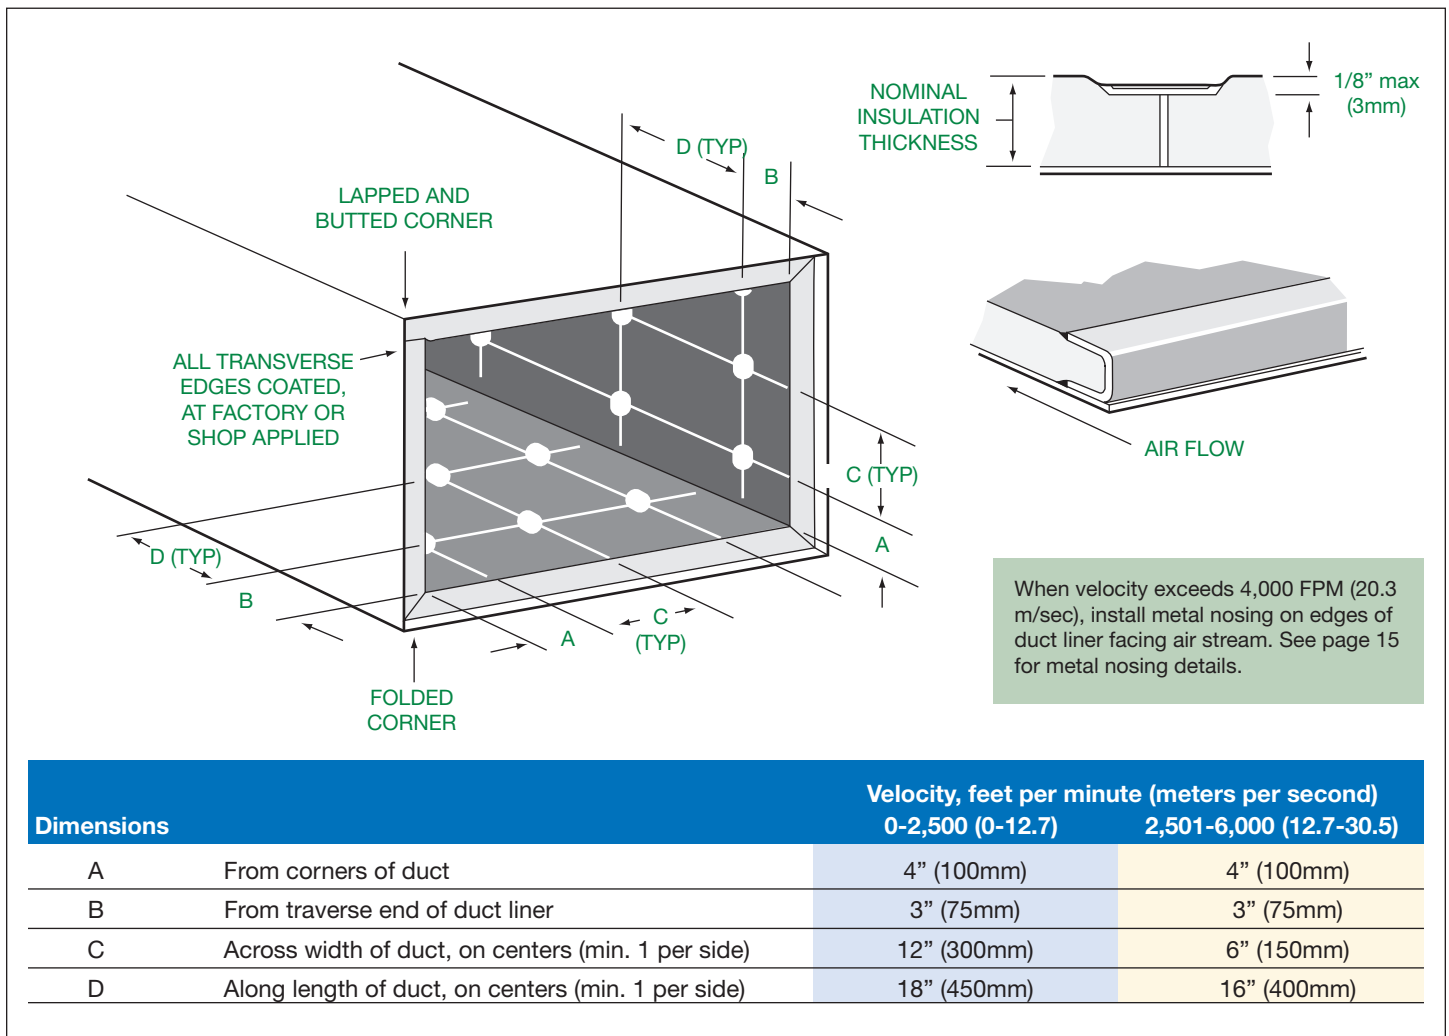 NOMINAL
INSULATION
THICKNESS
1/8” max
(3mm)
D (TYP)
B
LAPPED AND
BUTTED CORNER
ALL TRANSVERSE
EDGES COATED,
AT FACTORY OR
SHOP APPLIED
AIR FLOW
C (TYP)
A
D (TYP)
B
A
C
(TYP)
FOLDED
CORNER
When velocity exceeds 4,000 FPM (20.3
m/sec), install metal nosing on edges of
duct liner facing air stream. See page 15
for metal nosing details.
Velocity, feet per minute (meters per second)
Dimensions 0-2,500 (0-12.7) 2,501-6,000 (12.7-30.5)
A From corners of duct 4” (100mm) 4” (100mm)
B From traverse end of duct liner 3” (75mm) 3” (75mm)
C Across width of duct, on centers (min. 1 per side) 12” (300mm) 6” (150mm)
D Along length of duct, on centers (min. 1 per side) 18” (450mm) 16” (400mm)